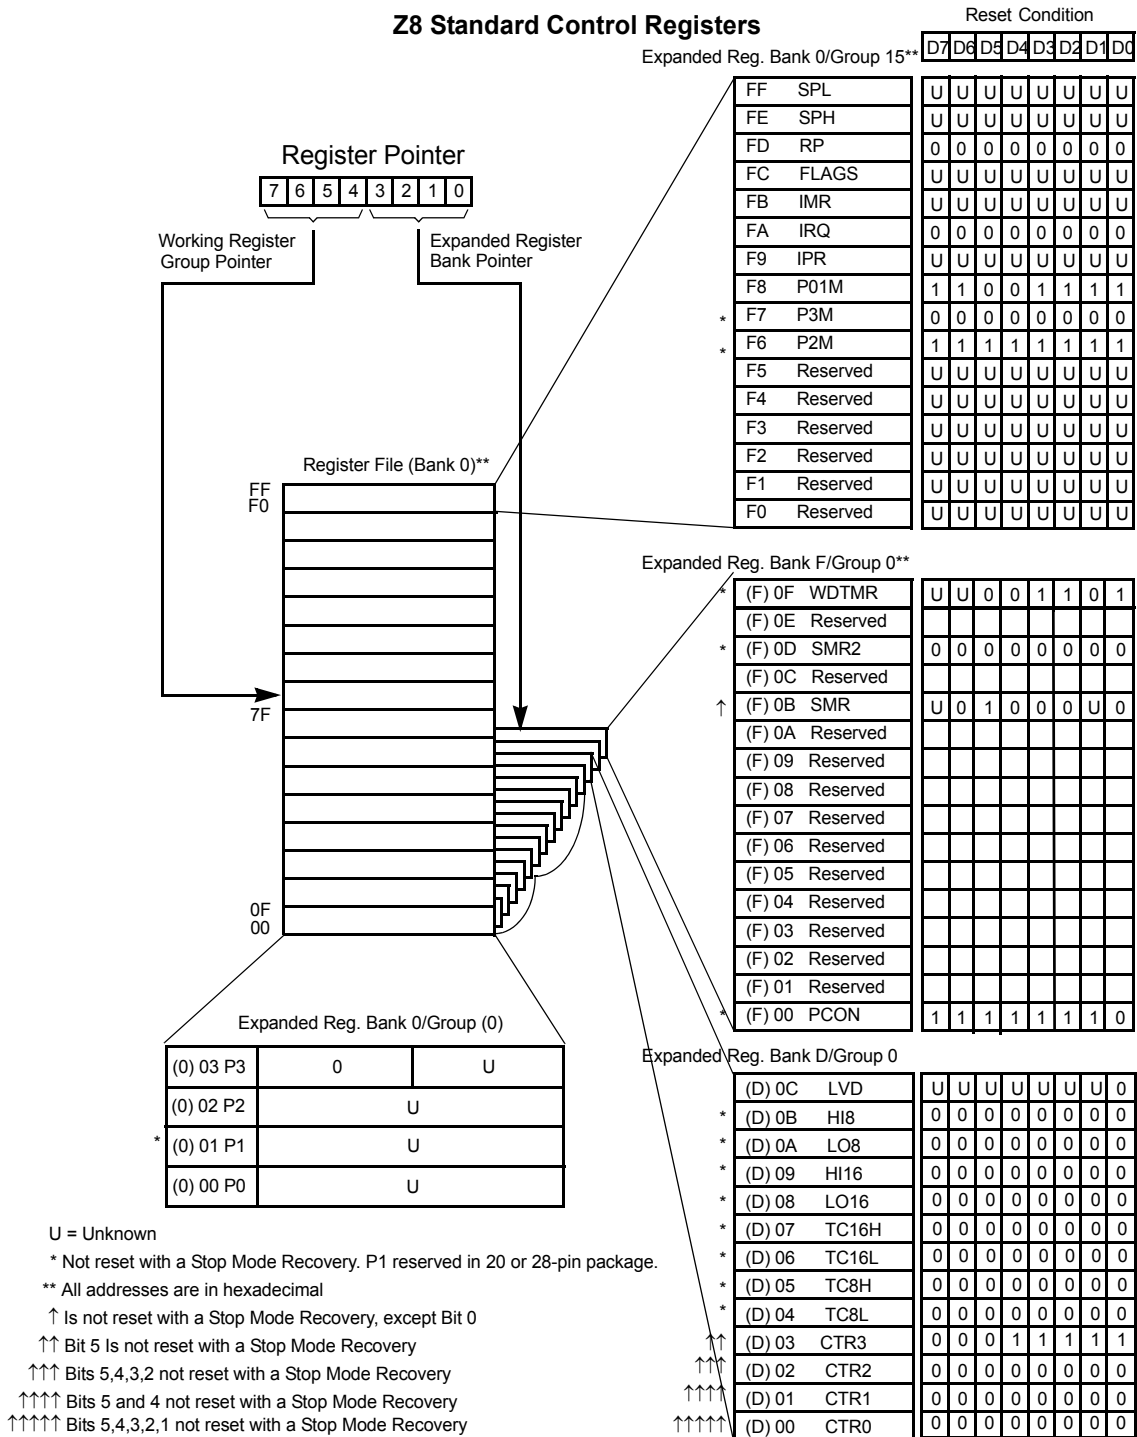 Z8 Standard Control Registers
Reset Condition
Expanded Reg. Bank 0/Group 15** D7 D6 D5 D4 D3 D2 D1 D0
FF SPL U U U U U U U U
FE SPH U U U U U U U U
FD RP 0 0 0 0 0 0 0 0
FC FLAGS U U U U U U U U
FB IMR U U U U U U U U
FA IRQ 0 0 0 0 0 0 0 0
F9 IPR U U U U U U U U
F8 P01M 1 1 0 0 1 1 1 1
* F7 P3M 0 0 0 0 0 0 0 0
* F6 P2M 1 1 1 1 1 1 1 1
F5 Reserved U U U U U U U U
F4 Reserved U U U U U U U U
F3 Reserved U U U U U U U U
F2 Reserved U U U U U U U U
F1 Reserved U U U U U U U U
F0 Reserved U U U U U U U U
Register Pointer
7 6 5 4 3 2 1 0
Working Register
Group Pointer
Expanded Register
Bank Pointer
Register File (Bank 0)**
FF
F0
7F
0F
00
Expanded Reg. Bank F/Group 0**
* (F) 0F WDTMR U U 0 0 1 1 0 1
(F) 0E Reserved
* (F) 0D SMR2 0 0 0 0 0 0 0 0
(F) 0C Reserved
↑ (F) 0B SMR U 0 1 0 0 0 U 0
(F) 0A Reserved
(F) 09 Reserved
(F) 08 Reserved
(F) 07 Reserved
(F) 06 Reserved
(F) 05 Reserved
(F) 04 Reserved
(F) 03 Reserved
(F) 02 Reserved
(F) 01 Reserved
* (F) 00 PCON 1 1 1 1 1 1 1 0
Expanded Reg. Bank 0/Group (0)
(0) 03 P3 0 U
(0) 02 P2 U
* (0) 01 P1 U
(0) 00 P0 U
Expanded Reg. Bank D/Group 0
(D) 0C LVD U U U U U U U 0
* (D) 0B HI8 0 0 0 0 0 0 0 0
* (D) 0A LO8 0 0 0 0 0 0 0 0
* (D) 09 HI16 0 0 0 0 0 0 0 0
* (D) 08 LO16 0 0 0 0 0 0 0 0
* (D) 07 TC16H 0 0 0 0 0 0 0 0
* (D) 06 TC16L 0 0 0 0 0 0 0 0
* (D) 05 TC8H 0 0 0 0 0 0 0 0
* (D) 04 TC8L 0 0 0 0 0 0 0 0
↑↑ (D) 03 CTR3 0 0 0 1 1 1 1 1
↑↑↑ (D) 02 CTR2 0 0 0 0 0 0 0 0
↑↑↑↑ (D) 01 CTR1 0 0 0 0 0 0 0 0
↑↑↑↑↑ (D) 00 CTR0 0 0 0 0 0 0 0 0
U = Unknown
* Not reset with a Stop Mode Recovery. P1 reserved in 20 or 28-pin package.
** All addresses are in hexadecimal
↑ Is not reset with a Stop Mode Recovery, except Bit 0
↑↑ Bit 5 Is not reset with a Stop Mode Recovery
↑↑↑ Bits 5,4,3,2 not reset with a Stop Mode Recovery
↑↑↑↑ Bits 5 and 4 not reset with a Stop Mode Recovery
↑↑↑↑↑ Bits 5,4,3,2,1 not reset with a Stop Mode Recovery